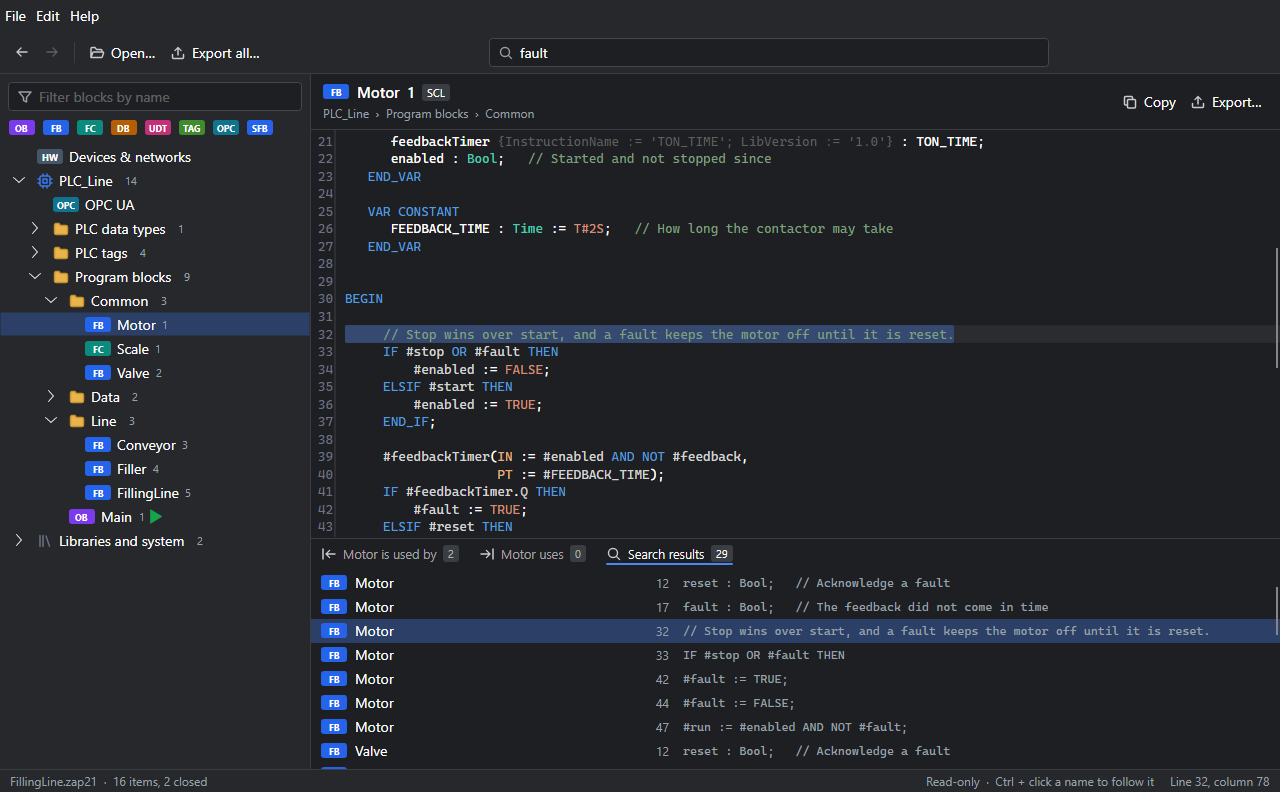 File Edit Help
Open... Export all... fault
Filter blocks by name
OB FB FC DB UDT TAG OPC SFB
HW Devices & networks
PLC_Line 14
OPC OPC UA
PLC data types 1
PLC tags 4
Program blocks 9
Common 3
FB Motor 1
FC Scale 1
FB Valve 2
Data 2
Line 3
FB Conveyor 3
FB Filler 4
FB FillingLine 5
OB Main 1
Libraries and system 2
FB Motor 1 SCL
PLC_Line › Program blocks › Common
Copy Export...
21 feedbackTimer {InstructionName := 'TON_TIME'; LibVersion := '1.0'} : TON_TIME;
22 enabled : Bool; // Started and not stopped since
23 END_VAR
24
25 VAR CONSTANT
26 FEEDBACK_TIME : Time := T#2S; // How long the contactor may take
27 END_VAR
28
29
30 BEGIN
31
32 // Stop wins over start, and a fault keeps the motor off until it is reset.
33 IF #stop OR #fault THEN
34 #enabled := FALSE;
35 ELSIF #start THEN
36 #enabled := TRUE;
37 END_IF;
38
39 #feedbackTimer(IN := #enabled AND NOT #feedback,
40 PT := #FEEDBACK_TIME);
41 IF #feedbackTimer.Q THEN
42 #fault := TRUE;
43 ELSIF #reset THEN
Motor is used by 2 Motor uses 0 Search results 29
FB Motor 12 reset : Bool; // Acknowledge a fault
FB Motor 17 fault : Bool; // The feedback did not come in time
FB Motor 32 // Stop wins over start, and a fault keeps the motor off until it is reset.
FB Motor 33 IF #stop OR #fault THEN
FB Motor 42 #fault := TRUE;
FB Motor 44 #fault := FALSE;
FB Motor 47 #run := #enabled AND NOT #fault;
FB Valve 12 reset : Bool; // Acknowledge a fault
FillingLine.zap21 · 16 items, 2 closed
Read-only · Ctrl + click a name to follow it Line 32, column 78